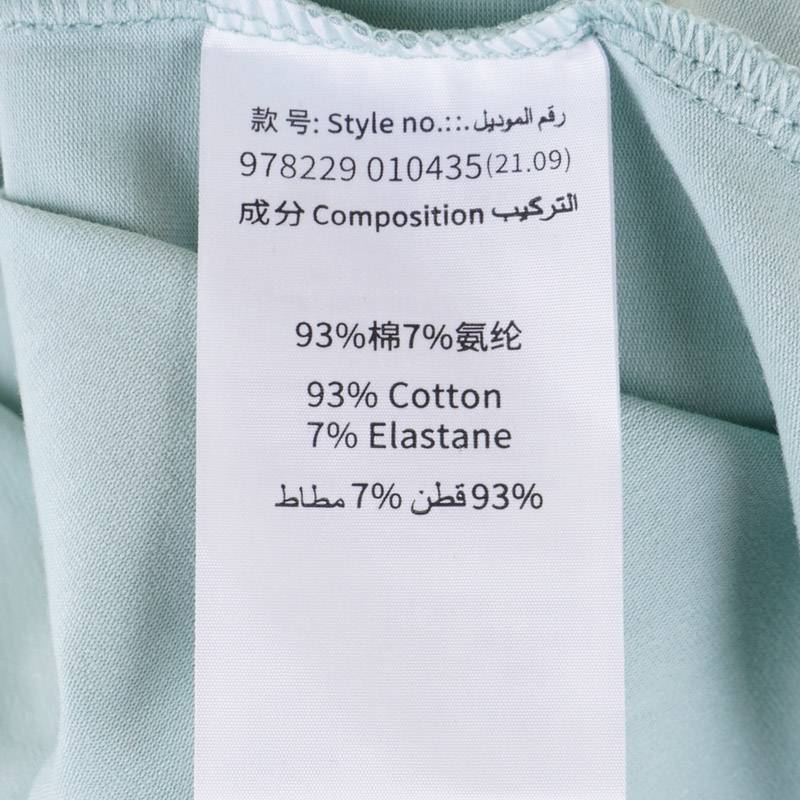 款 号: Style no.::.رقم الموديل
978229 010435(21.09)
成分 Composition التركيب
93%棉7%氨纶
93% Cotton
7% Elastane
93% قطن 7% مطاط